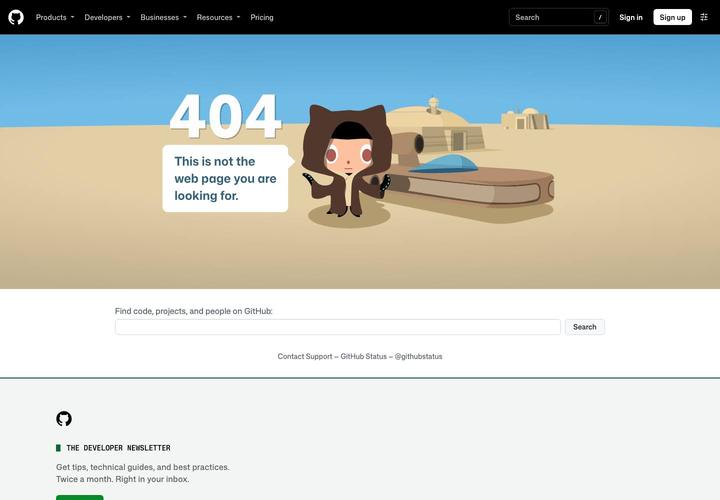 Products Developers Businesses Resources Pricing Search / Sign in Sign up
404
This is not the
web page you are
looking for.
Find code, projects, and people on GitHub:
Search
Contact Support — GitHub Status — @githubstatus
THE DEVELOPER NEWSLETTER
Get tips, technical guides, and best practices.
Twice a month. Right in your inbox.